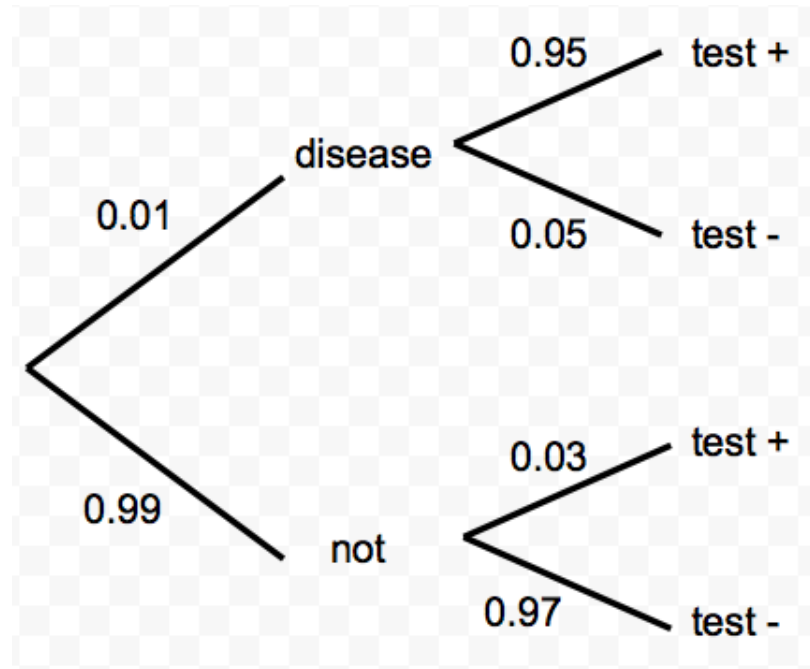 0.95
test +
disease
0.01
0.05
test -
0.03
test +
0.99
not
0.97
test -